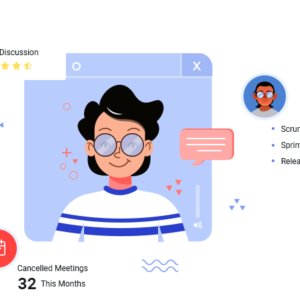 Discussion
X
Scrum
Sprin
Relea
Cancelled Meetings
32 This Months